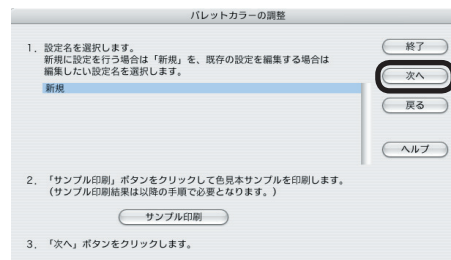 パレットカラーの調整
1. 設定名を選択します。
新規に設定を行う場合は「新規」を、既存の設定を編集する場合は
編集したい設定名を選択します。
新規
終了
次へ
戻る
ヘルプ
2. 「サンプル印刷」ボタンをクリックして色見本サンプルを印刷します。
(サンプル印刷結果は以降の手順で必要となります。)
サンプル印刷
3. 「次へ」ボタンをクリックします。